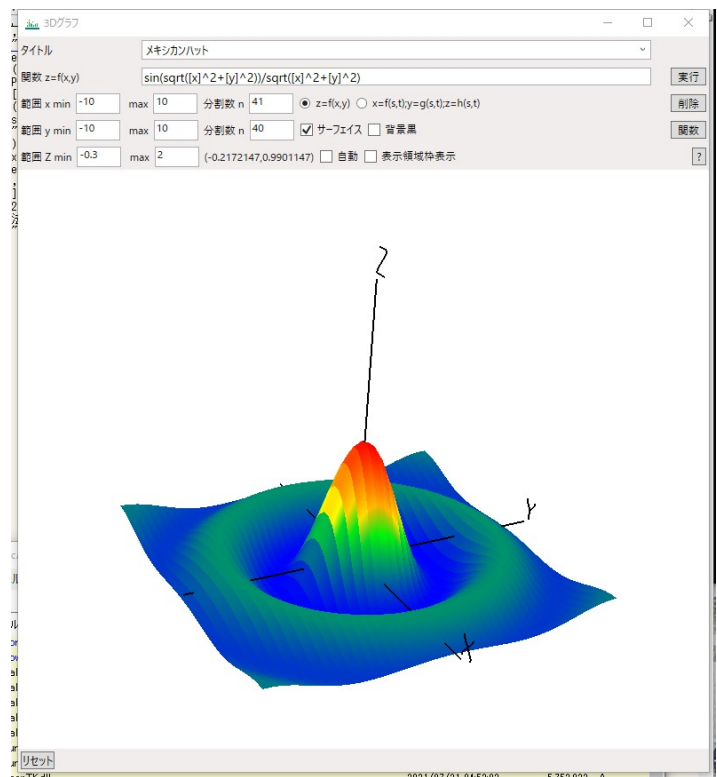 3Dグラフ
タイトル メキシカンハット
関数 z=f(x,y) sin(sqrt([x]^2+[y]^2))/sqrt([x]^2+[y]^2) 実行
範囲 x min -10 max 10 分割数 n 41 z=f(x,y) x=f(s,t);y=g(s,t);z=h(s,t) 削除
範囲 y min -10 max 10 分割数 n 40 サーフェイス 背景黒 関数
範囲 Z min -0.3 max 2 (-0.2172147,0.9901147) 自動 表示領域枠表示 ?
Z
Y
X
リセット